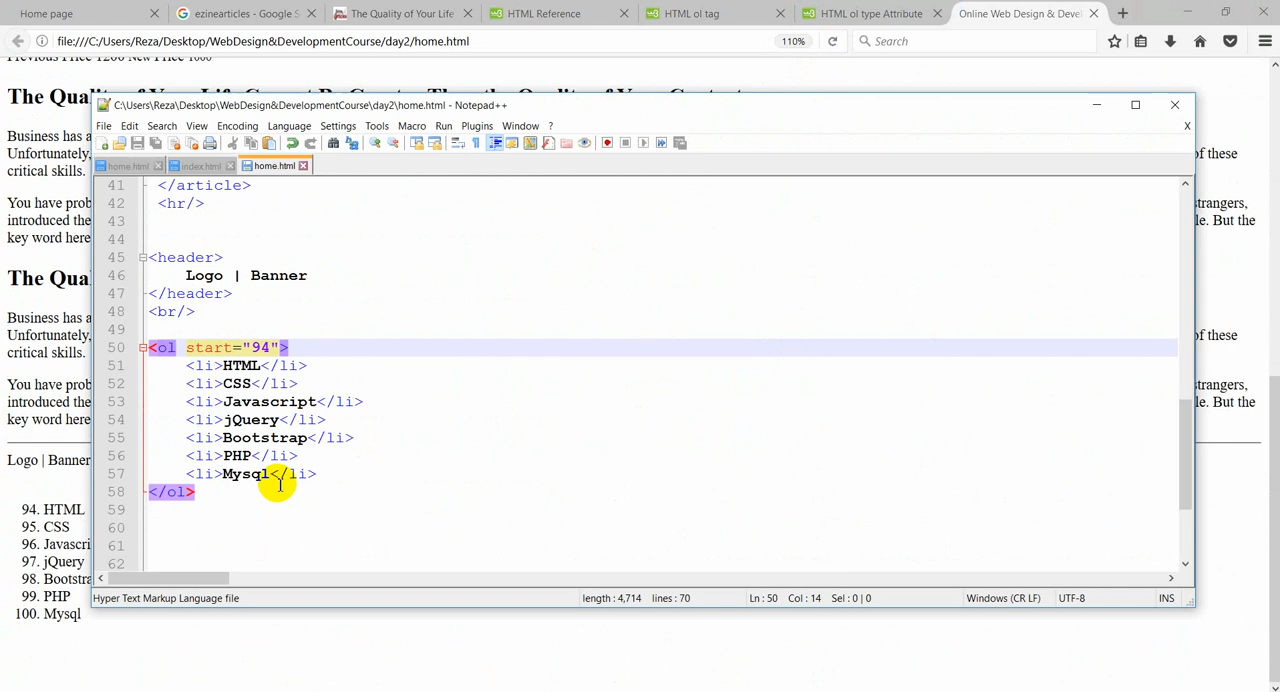 Home page
ezinearticles - Google S
The Quality of Your Life
HTML Reference
HTML ol tag
HTML ol type Attribute
Online Web Design & Devel
file:///C:/Users/Reza/Desktop/WebDesign&DevelopmentCourse/day2/home.html
110%
Search
Previous Price 1200 New Price 1000
The Qua
C:\Users\Reza\Desktop\WebDesign&DevelopmentCourse\day2\home.html - Notepad++
File Edit Search View Encoding Language Settings Tools Macro Run Plugins Window ?
X
home.html index.html home.html
Business has a
Unfortunately, of these
critical skills.
You have prob strangers,
introduced the le. But the
key word here
The Qua
Business has a
Unfortunately, of these
critical skills.
You have prob strangers,
introduced the le. But the
key word here
Logo | Banner
94. HTML
95. CSS
96. Javascri
97. jQuery
98. Bootstra
99. PHP
100. Mysql
41 </article>
42 <hr/>
43
44
45 <header>
46 Logo | Banner
47 </header>
48 <br/>
49
50 <ol start="94">
51 <li>HTML</li>
52 <li>CSS</li>
53 <li>Javascript</li>
54 <li>jQuery</li>
55 <li>Bootstrap</li>
56 <li>PHP</li>
57 <li>Mysql</li>
58 </ol>
59
60
61
62
Hyper Text Markup Language file length : 4,714 lines : 70 Ln : 50 Col : 14 Sel : 0 | 0 Windows (CR LF) UTF-8 INS